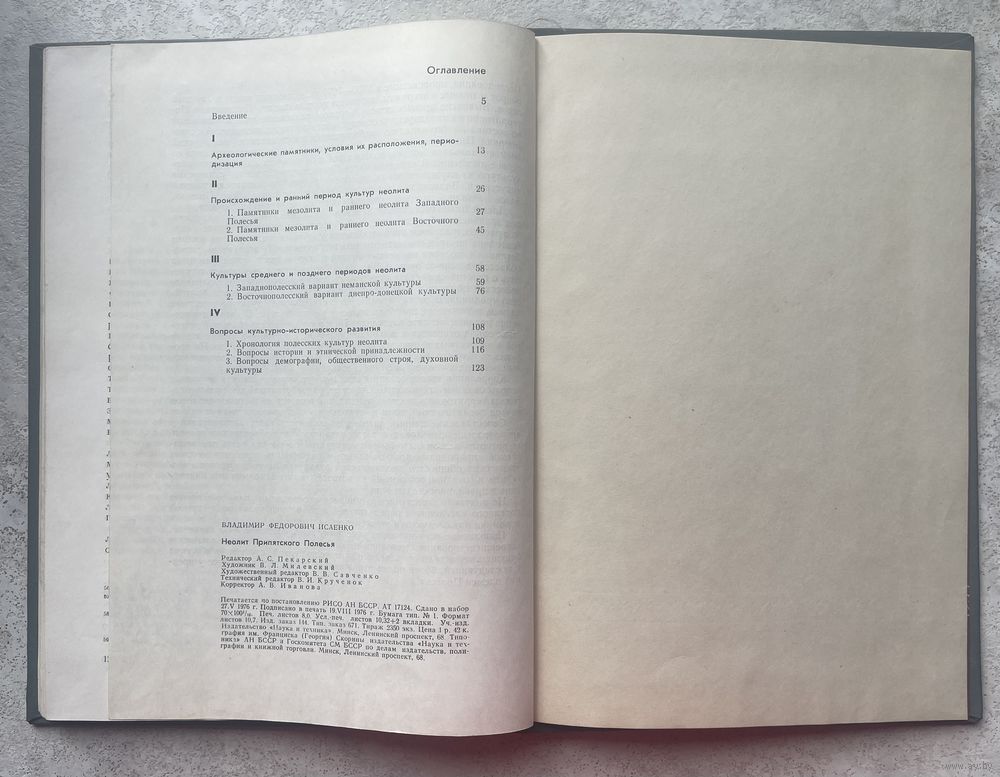 Оглавление
5
Введение
I
Археологические памятники, условия их расположения, перио-
дизация 13
II
Происхождение и ранний период культур неолита 26
1. Памятники мезолита и раннего неолита Западного
Полесья 27
2. Памятники мезолита и раннего неолита Восточного
Полесья 45
III
Культуры среднего и позднего периодов неолита 58
1. Западнополесский вариант неманской культуры 59
2. Восточнополесский вариант днепро-донецкой культуры 76
IV
Вопросы культурно-исторического развития 108
1. Хронология полесских культур неолита 109
2. Вопросы истории и этнической принадлежности 116
3. Вопросы демографии, общественного строя, духовной
культуры 123
ВЛАДИМИР ФЕДОРОВИЧ ИСАЕНКО
Неолит Припятского Полесья
Редактор А. С. Пекарский
Художник В. Л. Милевский
Художественный редактор В. В. Савченко
Технический редактор В. И. Крученок
Корректор А. В. Иванова
Печатается по постановлению РИСО АН БССР. АТ 17124. Сдано в набор
27.V 1976 г. Подписано в печать 19.VIII 1976 г. Бумага тип. № 1. Формат
70×108¹/₁₆. Печ. листов 8,0. Усл.-печ. листов 10,32+2 вкладки. Уч.-изд.
листов 10,7. Изд. заказ 144. Тип. заказ 671. Тираж 2350 экз. Цена 1 р. 42 к.
Издательство «Наука и техника». Минск, Ленинский проспект, 68. Типо-
графия им. Франциска (Георгия) Скорины издательства «Наука и тех-
ника» АН БССР а Госкомитета СМ БССР по делам издательств, поли-
графии и книжной торговли. Минск, Ленинский проспект, 68.
www.ay.by